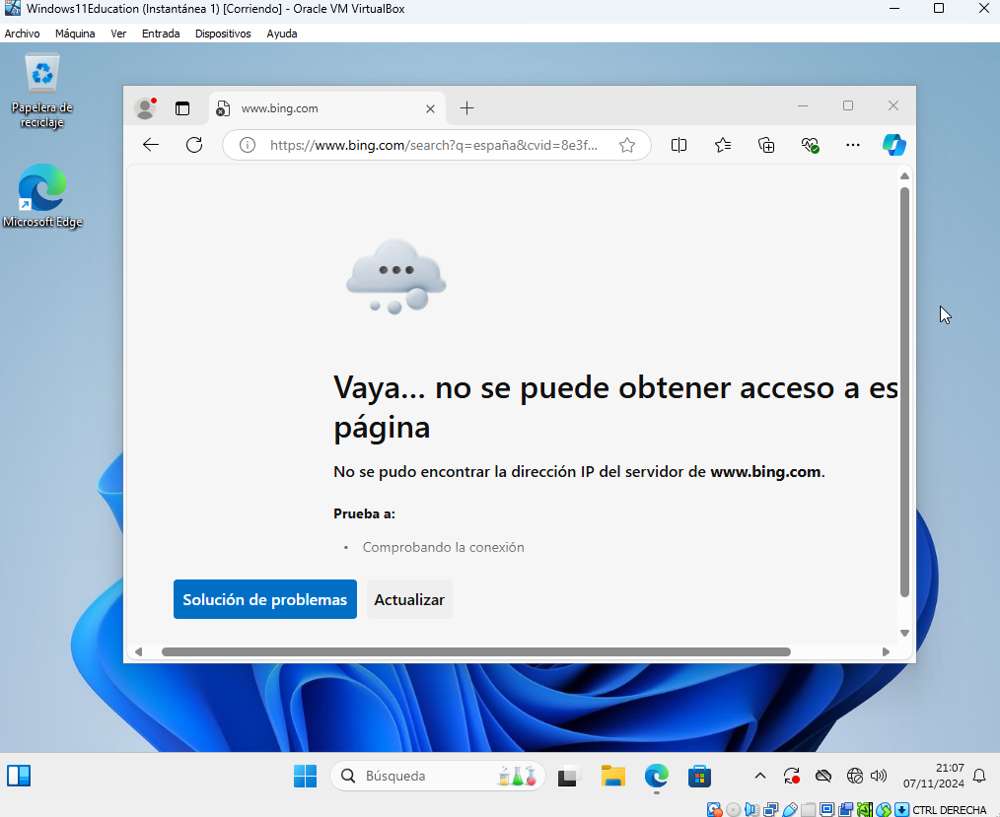 Windows11Education (Instantánea 1) [Corriendo] - Oracle VM VirtualBox
Archivo Máquina Ver Entrada Dispositivos Ayuda
Papelera de
reciclaje
Microsoft Edge
www.bing.com
https://www.bing.com/search?q=españa&cvid=8e3f...
Vaya... no se puede obtener acceso a es
página
No se pudo encontrar la dirección IP del servidor de www.bing.com.
Prueba a:
• Comprobando la conexión
Solución de problemas Actualizar
Búsqueda
21:07
07/11/2024
CTRL DERECHA